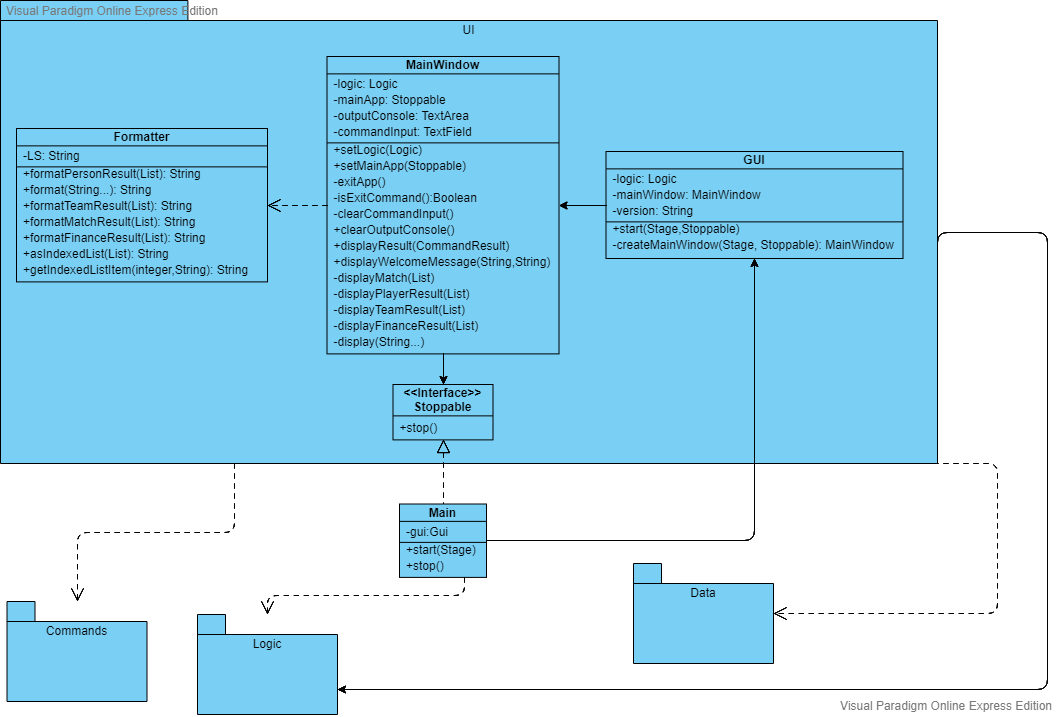 Visual Paradigm Online Express Edition
UI
MainWindow
-logic: Logic
-mainApp: Stoppable
-outputConsole: TextArea
-commandInput: TextField
+setLogic(Logic)
+setMainApp(Stoppable)
-exitApp()
-isExitCommand():Boolean
-clearCommandInput()
+clearOutputConsole()
+displayResult(CommandResult)
+displayWelcomeMessage(String,String)
-displayMatch(List)
-displayPlayerResult(List)
-displayTeamResult(List)
-displayFinanceResult(List)
-display(String...)
Formatter
-LS: String
+formatPersonResult(List): String
+format(String...): String
+formatTeamResult(List): String
+formatMatchResult(List): String
+formatFinanceResult(List): String
+asIndexedList(List): String
+getIndexedListItem(integer,String): String
GUI
-logic: Logic
-mainWindow: MainWindow
-version: String
+start(Stage,Stoppable)
-createMainWindow(Stage, Stoppable): MainWindow
<<Interface>>
Stoppable
+stop()
Main
-gui:Gui
+start(Stage)
+stop()
Commands
Logic
Data
Visual Paradigm Online Express Edition